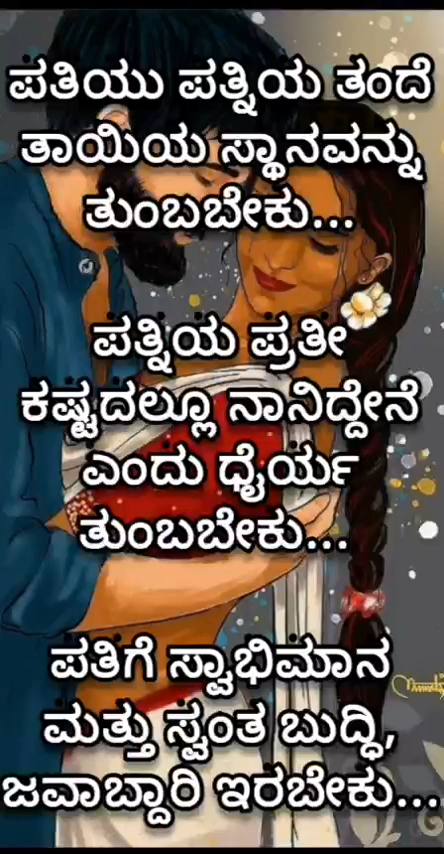 ಪತಿಯು ಪತ್ನಿಯ ತಂದೆ
ತಾಯಿಯ ಸ್ಥಾನವನ್ನು
ತುಂಬಬೇಕು...
ಪತ್ನಿಯ ಪ್ರತೀ
ಕಷ್ಟದಲ್ಲೂ ನಾನಿದ್ದೇನೆ
ಎಂದು ಧೈರ್ಯ
ತುಂಬಬೇಕು...
ಪತಿಗೆ ಸ್ವಾಭಿಮಾನ
ಮತ್ತು ಸ್ವಂತ ಬುದ್ಧಿ,
ಜವಾಬ್ದಾರಿ ಇರಬೇಕು...